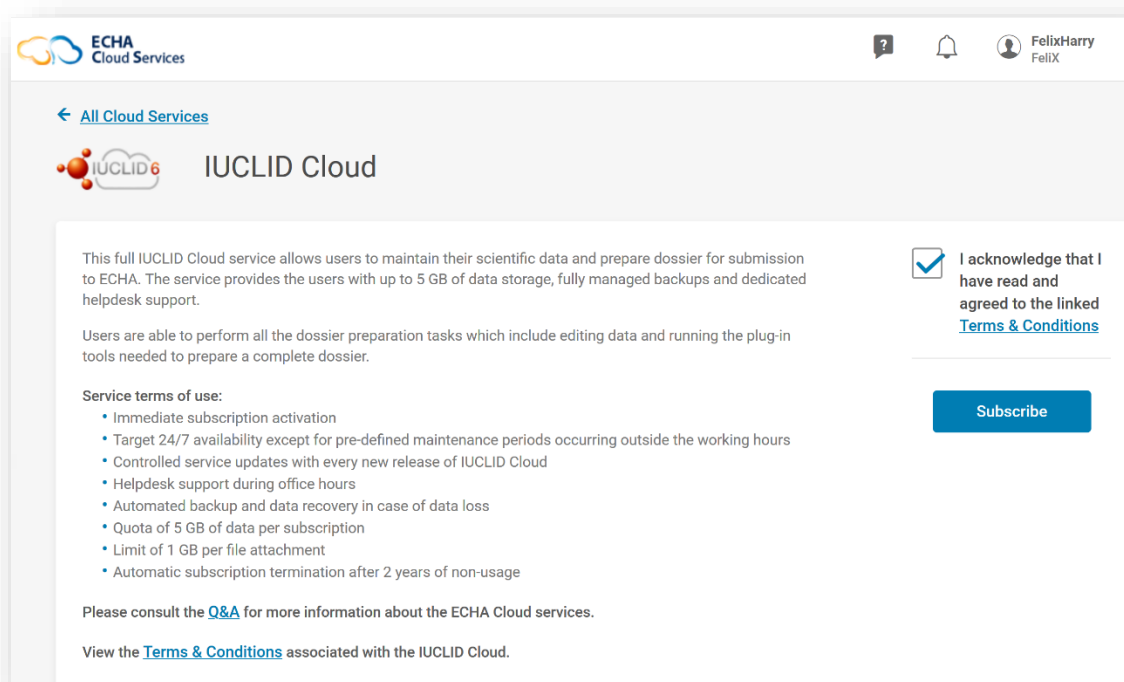 ECHA
Cloud Services
?
FelixHarry
FeliX
All Cloud Services
IUCLID 6
IUCLID Cloud
This full IUCLID Cloud service allows users to maintain their scientific data and prepare dossier for submission
to ECHA. The service provides the users with up to 5 GB of data storage, fully managed backups and dedicated
helpdesk support.
Users are able to perform all the dossier preparation tasks which include editing data and running the plug-in
tools needed to prepare a complete dossier.
Service terms of use:
• Immediate subscription activation
• Target 24/7 availability except for pre-defined maintenance periods occurring outside the working hours
• Controlled service updates with every new release of IUCLID Cloud
• Helpdesk support during office hours
• Automated backup and data recovery in case of data loss
• Quota of 5 GB of data per subscription
• Limit of 1 GB per file attachment
• Automatic subscription termination after 2 years of non-usage
Please consult the Q&A for more information about the ECHA Cloud services.
View the Terms & Conditions associated with the IUCLID Cloud.
I acknowledge that I
have read and
agreed to the linked
Terms & Conditions
Subscribe